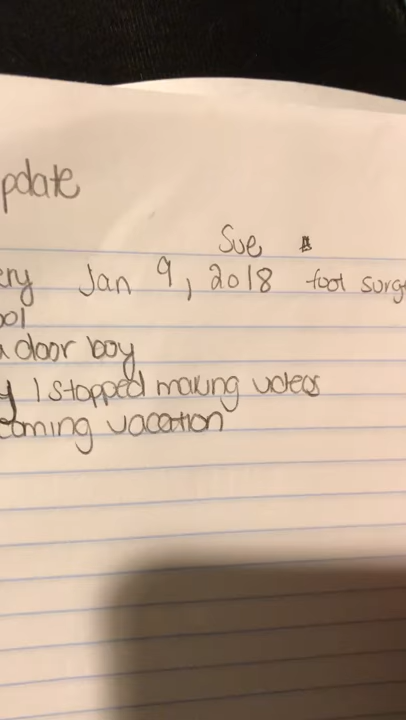 pdate
Sue
ery Jan 9, 2018 foot surg
ool
a door boy
y I stopped making videos
coming vacation